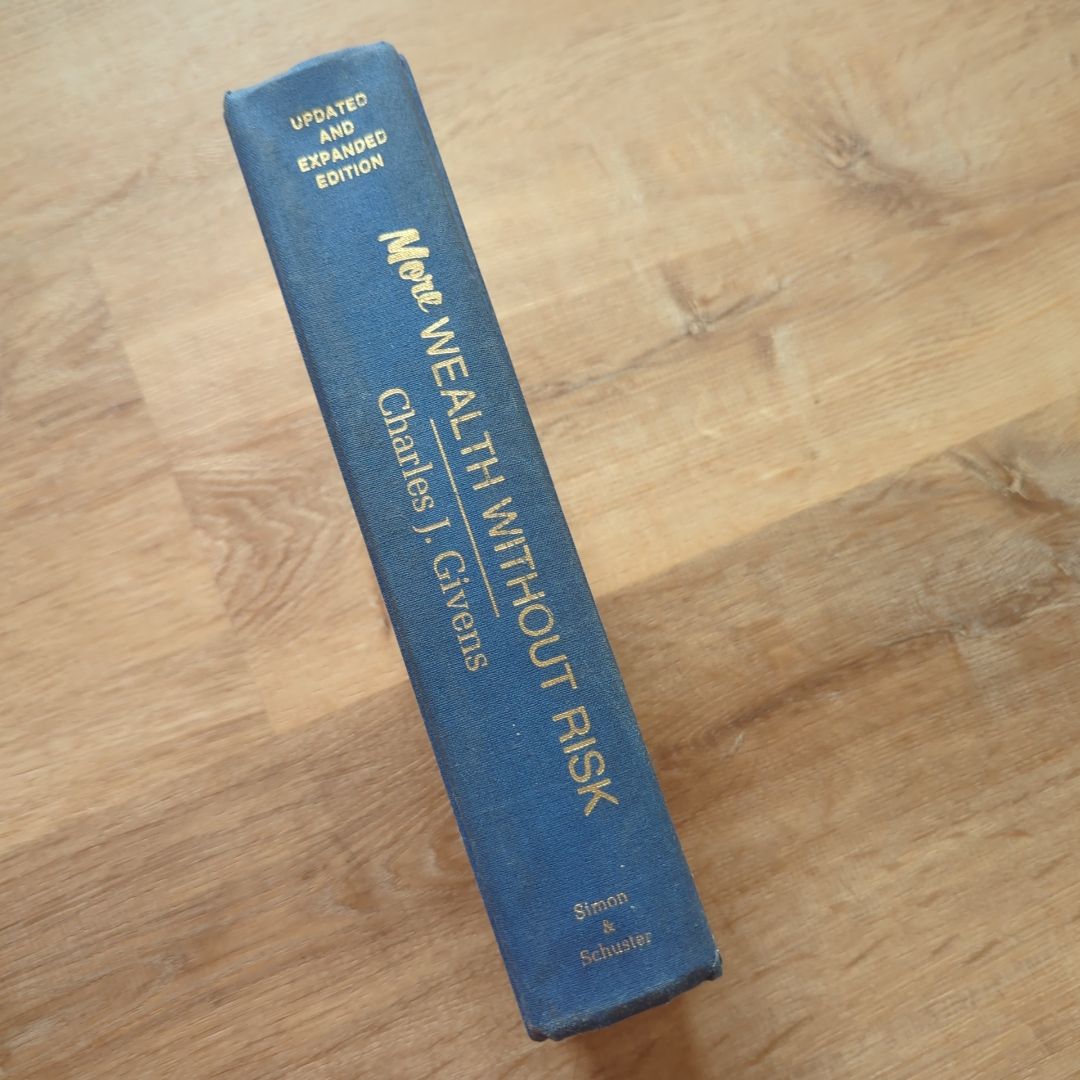 UPDATED
AND
EXPANDED
EDITION
More WEALTH WITHOUT RISK
Charles J. Givens
Simon
&
Schuster